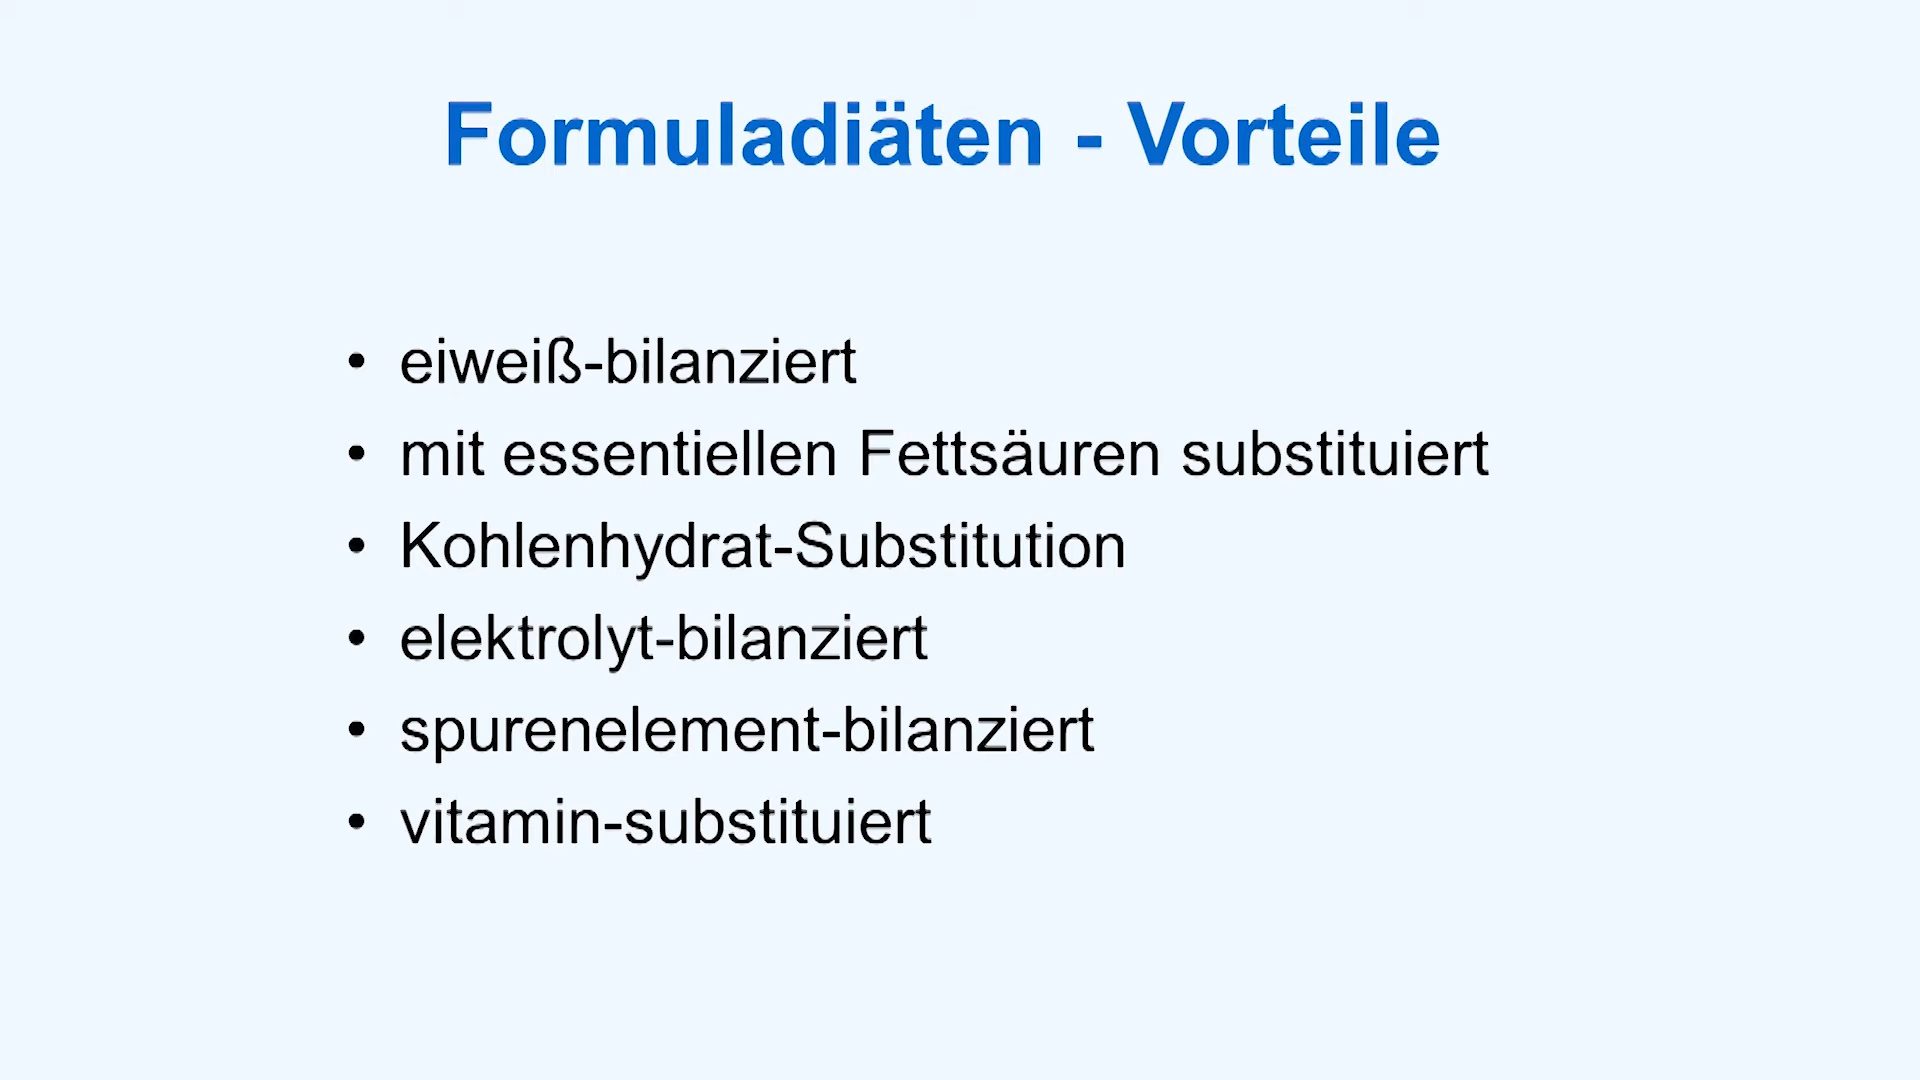 Formuladiäten - Vorteile
• eiweiß-bilanziert
• mit essentiellen Fettsäuren substituiert
• Kohlenhydrat-Substitution
• elektrolyt-bilanziert
• spurenelement-bilanziert
• vitamin-substituiert